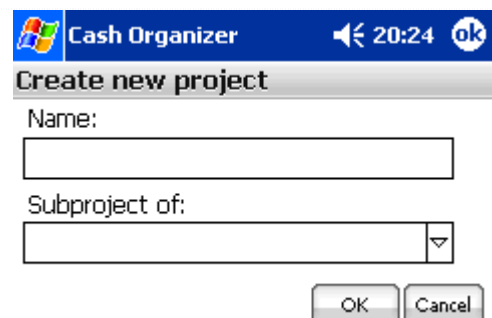 Cash Organizer 20:24 ok
Create new project
Name:
Subproject of:
OK Cancel